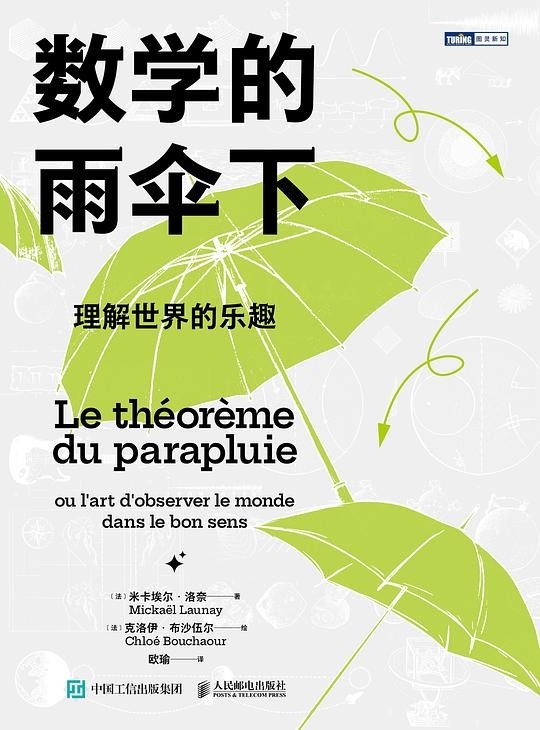 TURING 图灵新知
数学的
雨伞下
理解世界的乐趣
Le théorème
du parapluie
ou l'art d'observer le monde
dans le bon sens
〔法〕米卡埃尔·洛奈——著
Mickaël Launay
〔法〕克洛伊·布沙伍尔——绘
Chloé Bouchaour
欧瑜——译
中国工信出版集团 人民邮电出版社
POSTS & TELECOM PRESS